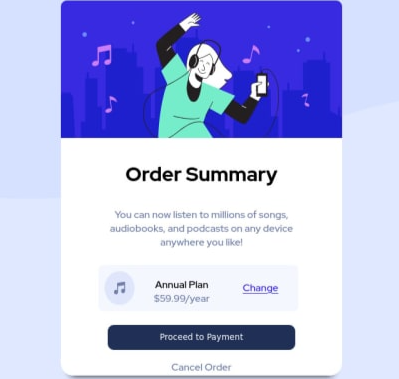 Order Summary
You can now listen to millions of songs,
audiobooks, and podcasts on any device
anywhere you like!
Annual Plan
$59.99/year
Change
Proceed to Payment
Cancel Order